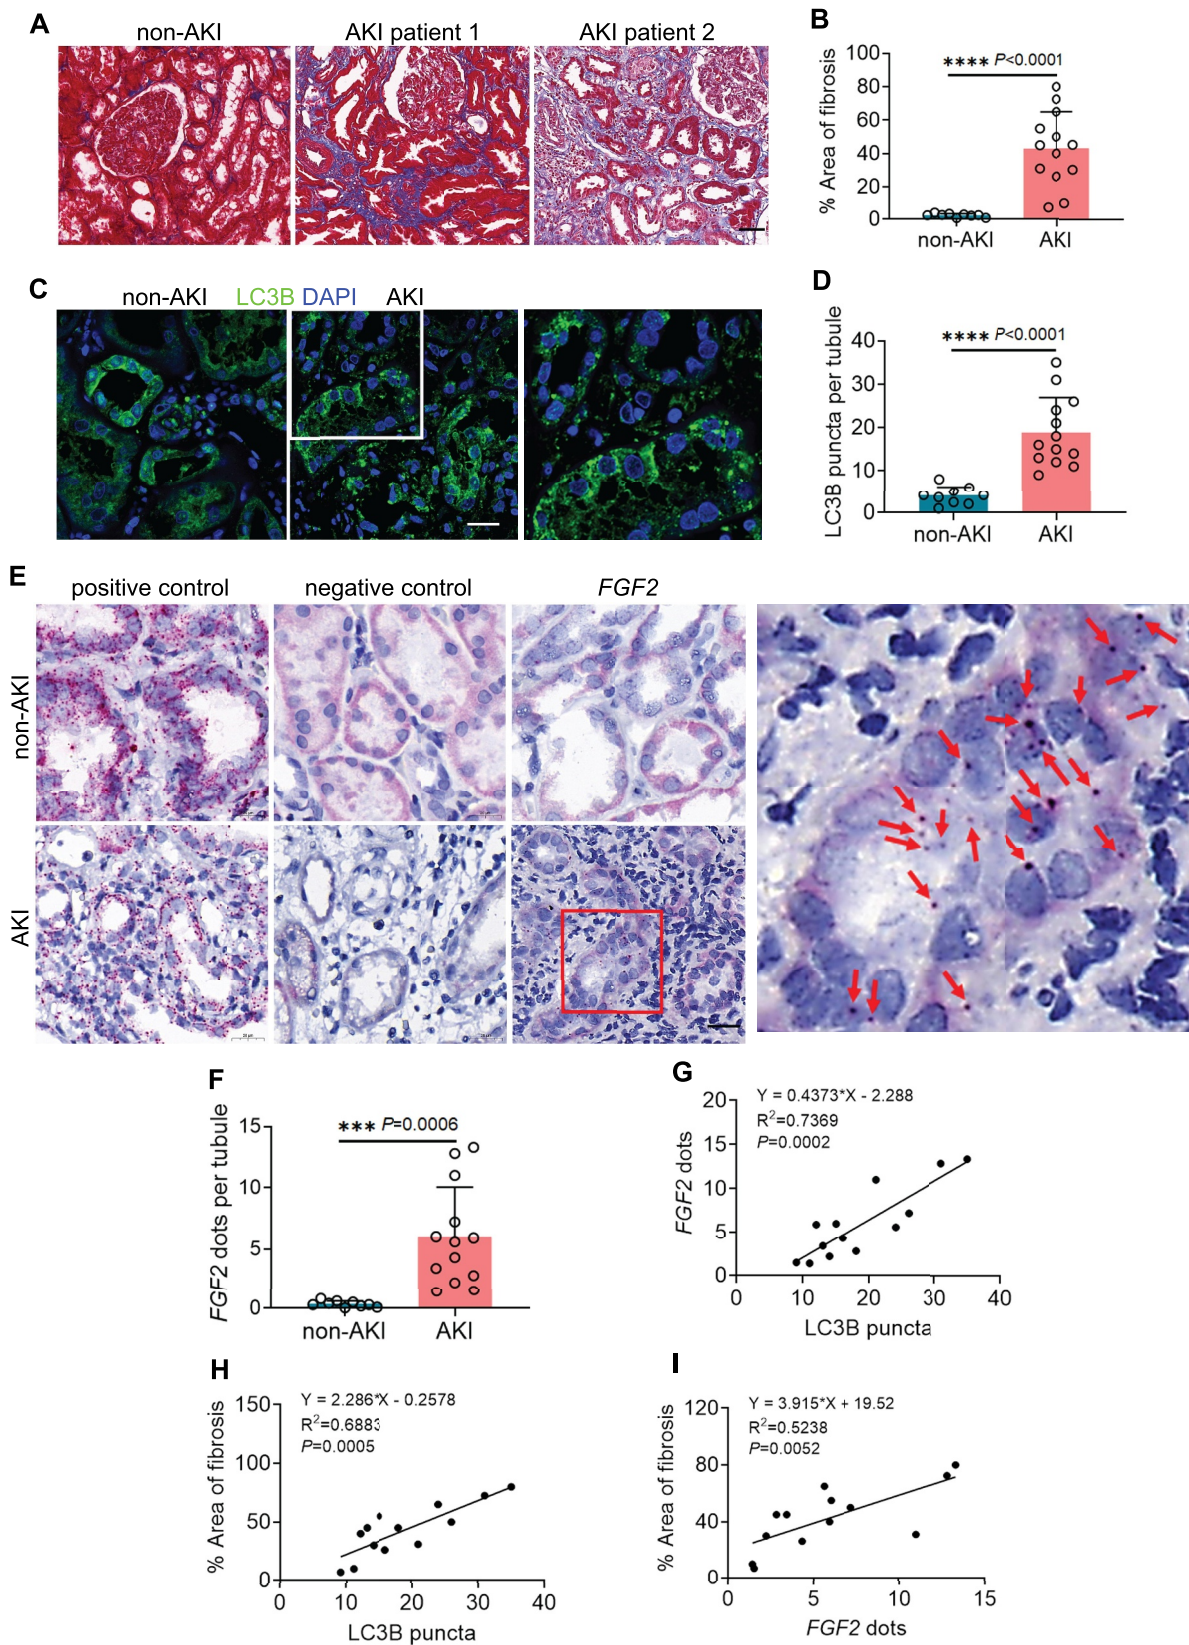 A
non-AKI
AKI patient 1
AKI patient 2
B
% Area of fibrosis
100
80
60
40
20
0
**** P<0.0001
non-AKI
AKI
C
non-AKI LC3B DAPI AKI
D
LC3B puncta per tubule
40
30
20
10
0
**** P<0.0001
non-AKI
AKI
E
positive control
negative control
FGF2
non-AKI
AKI
F
FGF2 dots per tubule
15
10
5
0
*** P=0.0006
non-AKI
AKI
G
FGF2 dots
20
15
10
5
0
Y = 0.4373*X - 2.288
R²=0.7369
P=0.0002
0
10
20
30
40
LC3B puncta
H
% Area of fibrosis
150
100
50
0
Y = 2.286*X - 0.2578
R²=0.6883
P=0.0005
0
10
20
30
40
LC3B puncta
I
% Area of fibrosis
120
80
40
0
Y = 3.915*X + 19.52
R²=0.5238
P=0.0052
0
5
10
15
FGF2 dots